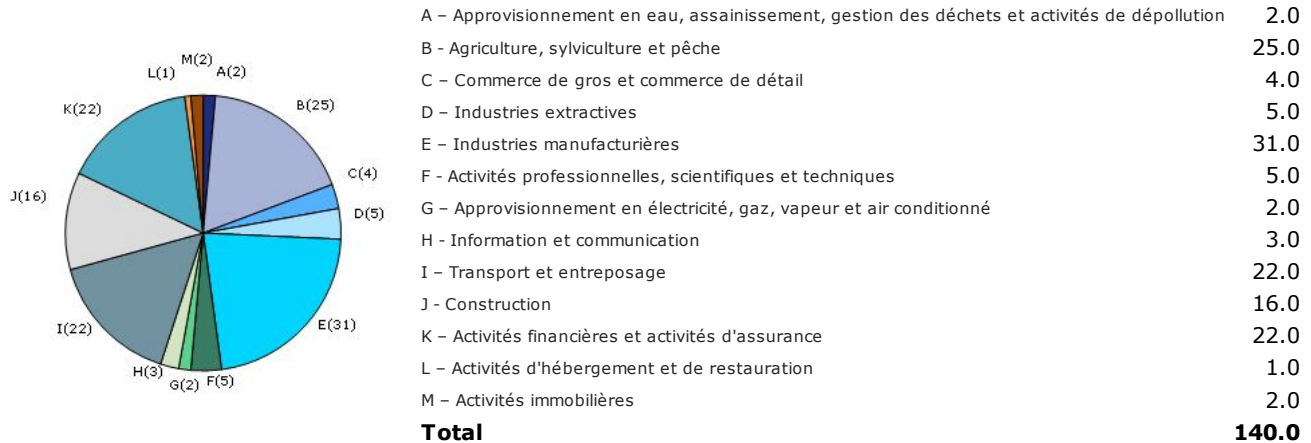 M(2)
L(1)
A(2)
K(22)
B(25)
C(4)
J(16)
D(5)
I(22)
E(31)
H(3)
G(2)
F(5)
A – Approvisionnement en eau, assainissement, gestion des déchets et activités de dépollution 2.0
B - Agriculture, sylviculture et pêche 25.0
C – Commerce de gros et commerce de détail 4.0
D – Industries extractives 5.0
E – Industries manufacturières 31.0
F - Activités professionnelles, scientifiques et techniques 5.0
G – Approvisionnement en électricité, gaz, vapeur et air conditionné 2.0
H - Information et communication 3.0
I – Transport et entreposage 22.0
J - Construction 16.0
K – Activités financières et activités d'assurance 22.0
L – Activités d'hébergement et de restauration 1.0
M – Activités immobilières 2.0
Total 140.0